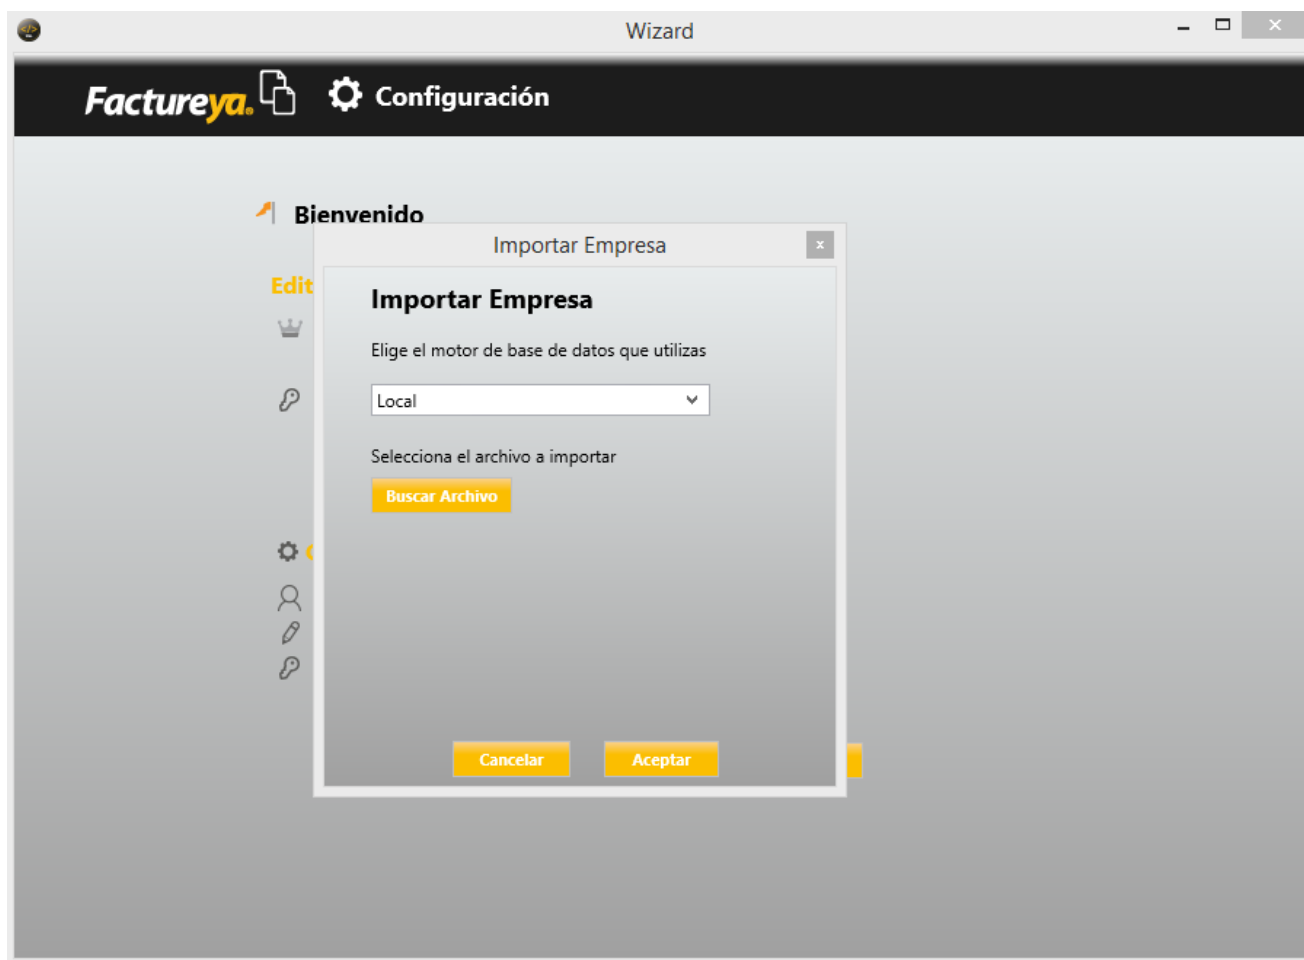 Wizard
Factureya.
Configuración
Bienvenido
Importar Empresa
Edit
Importar Empresa
Elige el motor de base de datos que utilizas
Local
Selecciona el archivo a importar
Buscar Archivo
Cancelar
Aceptar